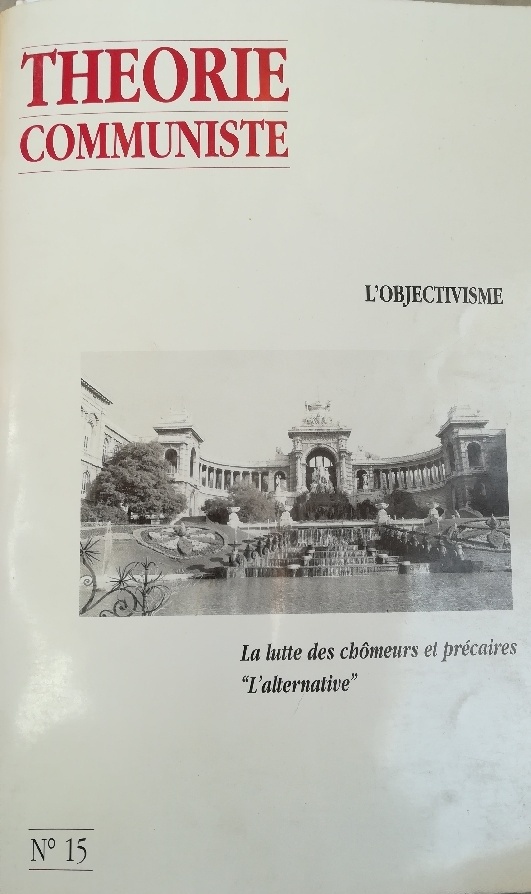 THEORIE
COMMUNISTE
L'OBJECTIVISME
La lutte des chômeurs et précaires
“L'alternative”
N° 15